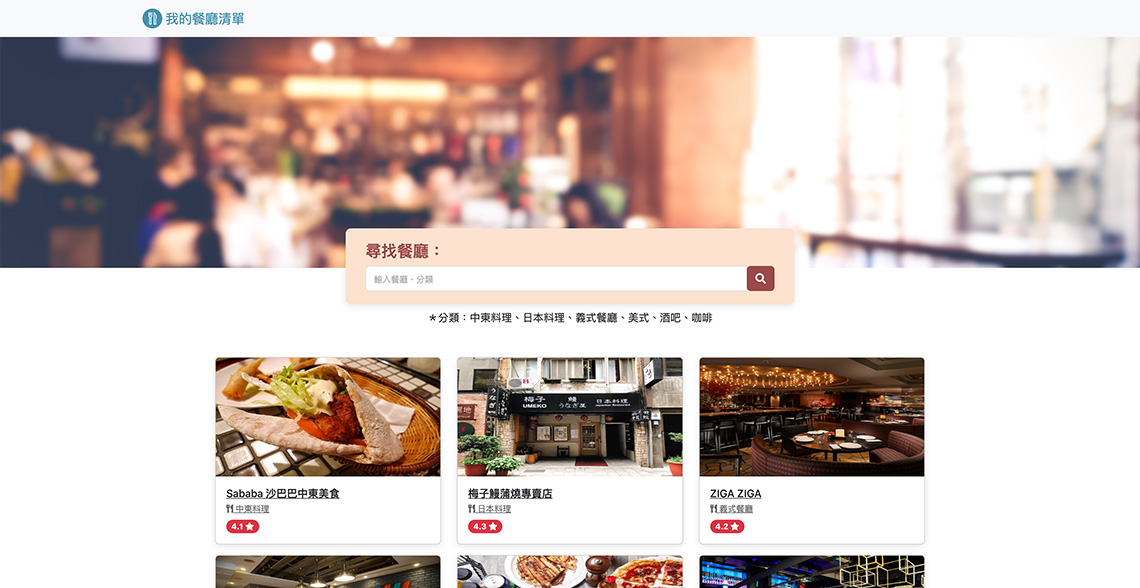 我的餐廳清單
尋找餐廳：
輸入餐廳、分類
＊分類：中東料理、日本料理、義式餐廳、美式、酒吧、咖啡
梅子 鰻 日本料理
UMEKO うなぎ屋 Japanese Restaurant
Sababa 沙巴巴中東美食
中東料理
4.1
梅子鰻蒲燒專賣店
日本料理
4.3
ZIGA ZIGA
義式餐廳
4.2